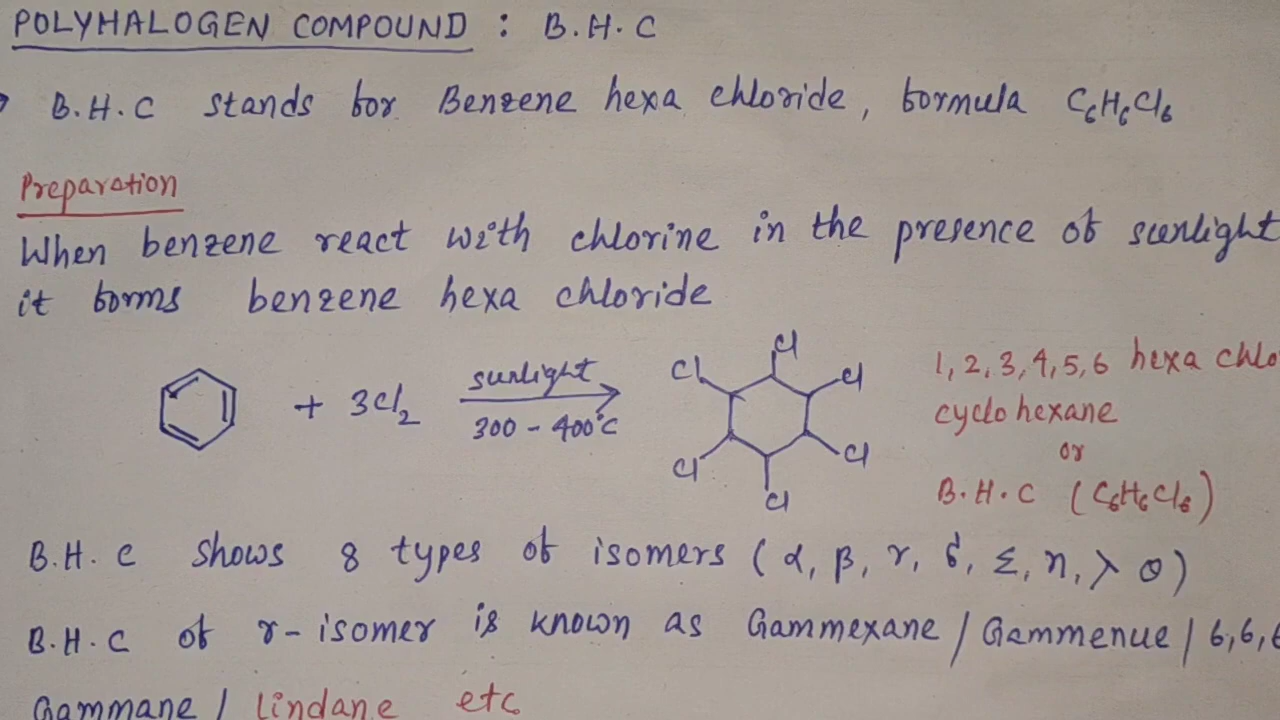 POLYHALOGEN COMPOUND : B.H.C
B.H.C stands for Benzene hexa chloride, formula C₆H₆Cl₆
Preparation
When benzene react with chlorine in the presence of sunlight
it forms benzene hexa chloride
+ 3Cl₂
sunlight
300 - 400°C
Cl
Cl
Cl
Cl
Cl
Cl
1, 2, 3, 4, 5, 6 hexa chlo
cyclo hexane
or
B.H.C (C₆H₆Cl₆)
B.H.C shows 8 types of isomers (α, β, γ, δ, Σ, η, λ θ)
B.H.C of γ-isomer is known as Gammexane / Gammenue / 6,6,6
Gammane / lindane etc